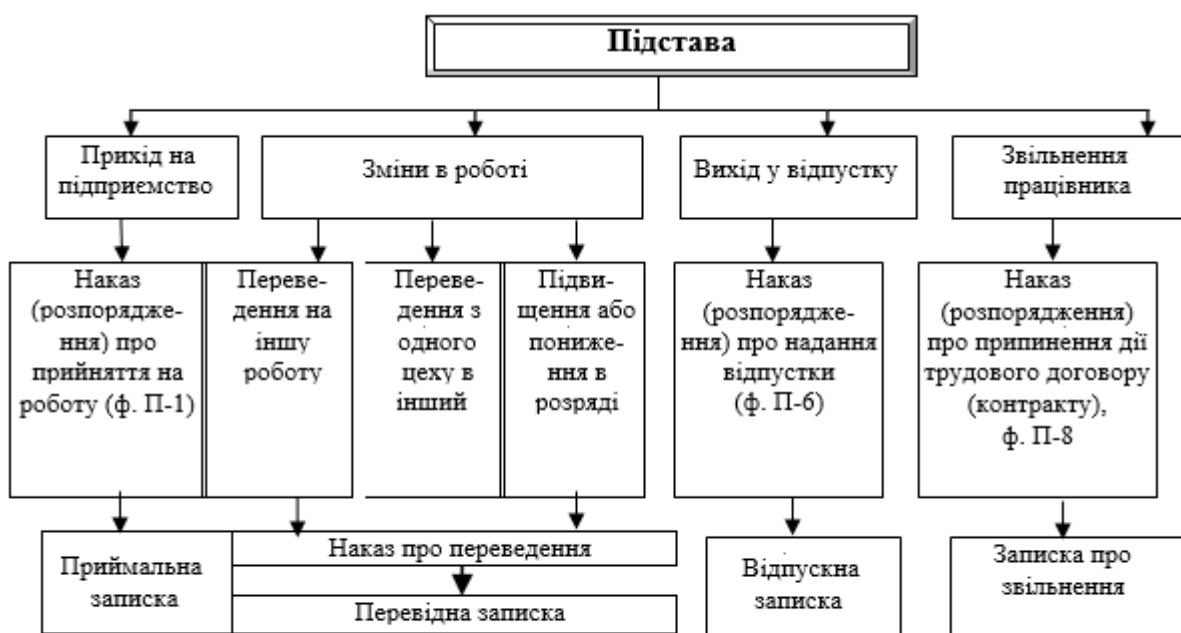 Підстава
Прихід на
підприємство
Зміни в роботі
Вихід у відпустку
Звільнення
працівника
Наказ
(розпорядже-
ння) про
прийняття на
роботу (ф. П-1)
Переве-
дення на
іншу
роботу
Переве-
дення з
одного
цеху в
інший
Підви-
щення або
пониже-
ння в
розряді
Наказ
(розпорядже-
ння) про надання
відпустки
(ф. П-6)
Наказ
(розпорядження)
про припинення дії
трудового договору
(контракту),
ф. П-8
Приймальна
записка
Наказ про переведення
Перевідна записка
Відпускна
записка
Записка про
звільнення